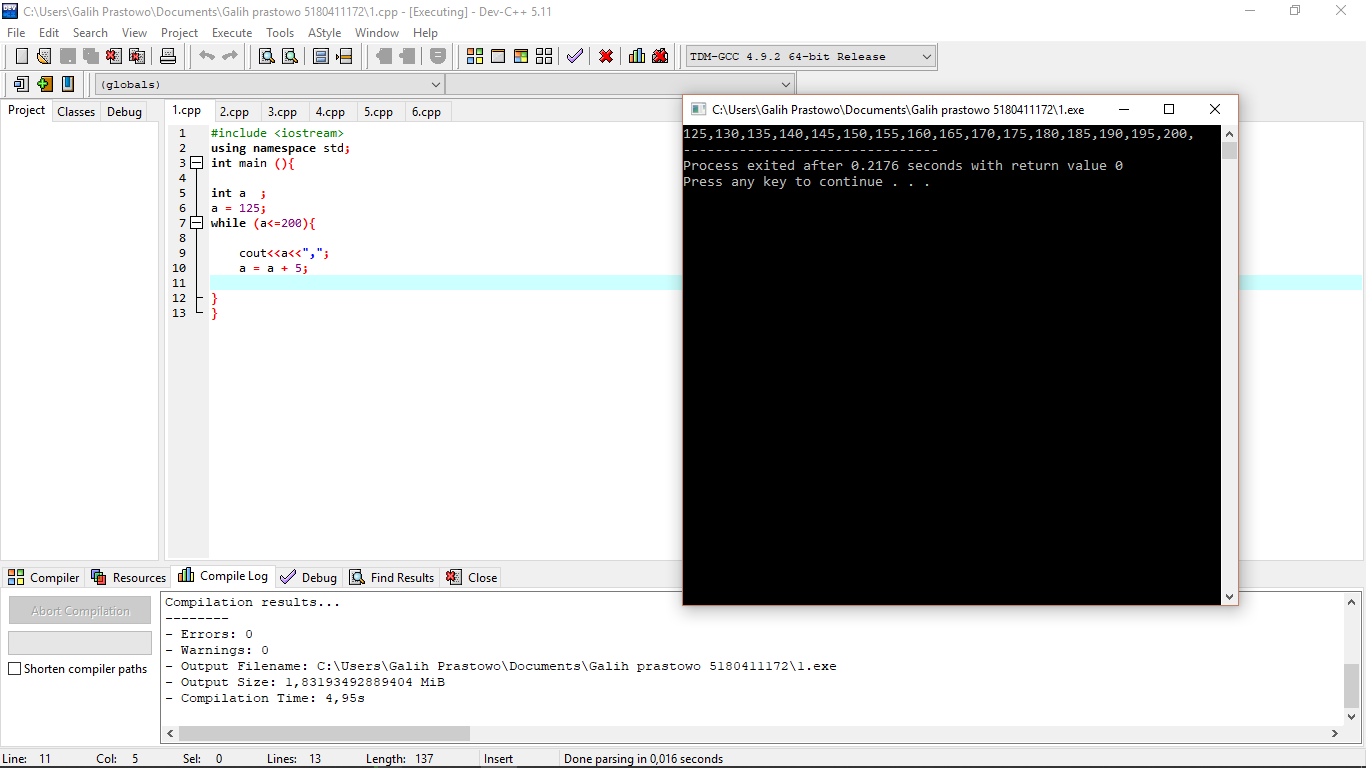 C:\Users\Galih Prastowo\Documents\Galih prastowo 5180411172\1.cpp - [Executing] - Dev-C++ 5.11
File Edit Search View Project Execute Tools AStyle Window Help
TDM-GCC 4.9.2 64-bit Release
(globals)
Project Classes Debug
1.cpp 2.cpp 3.cpp 4.cpp 5.cpp 6.cpp
1 #include <iostream>
2 using namespace std;
3 int main (){
4
5 int a  ;
6 a = 125;
7 while (a<=200){
8
9     cout<<a<<",";
10     a = a + 5;
11
12 }
13 }
C:\Users\Galih Prastowo\Documents\Galih prastowo 5180411172\1.exe
125,130,135,140,145,150,155,160,165,170,175,180,185,190,195,200,
--------------------------------
Process exited after 0.2176 seconds with return value 0
Press any key to continue . . .
Compiler Resources Compile Log Debug Find Results Close
Abort Compilation
Shorten compiler paths
Compilation results...
--------
- Errors: 0
- Warnings: 0
- Output Filename: C:\Users\Galih Prastowo\Documents\Galih prastowo 5180411172\1.exe
- Output Size: 1,83193492889404 MiB
- Compilation Time: 4,95s
Line: 11 Col: 5 Sel: 0 Lines: 13 Length: 137 Insert Done parsing in 0,016 seconds